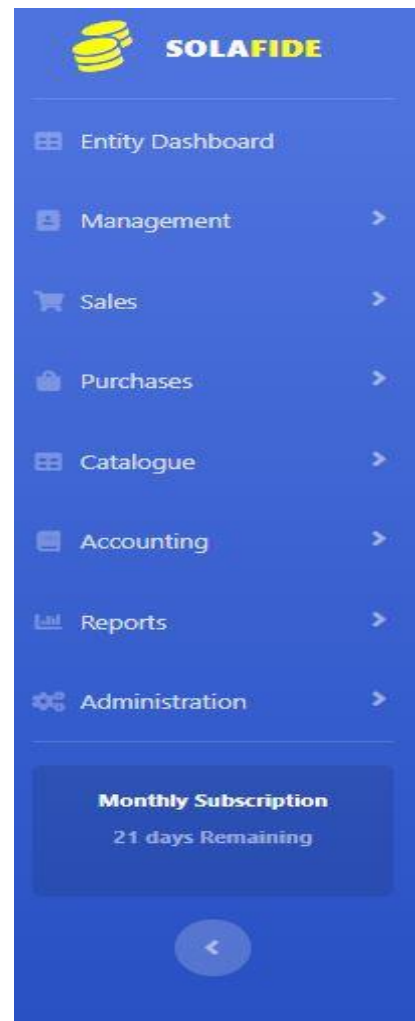 SOLAFIDE
Entity Dashboard
Management
Sales
Purchases
Catalogue
Accounting
Reports
Administration
Monthly Subscription
21 days Remaining